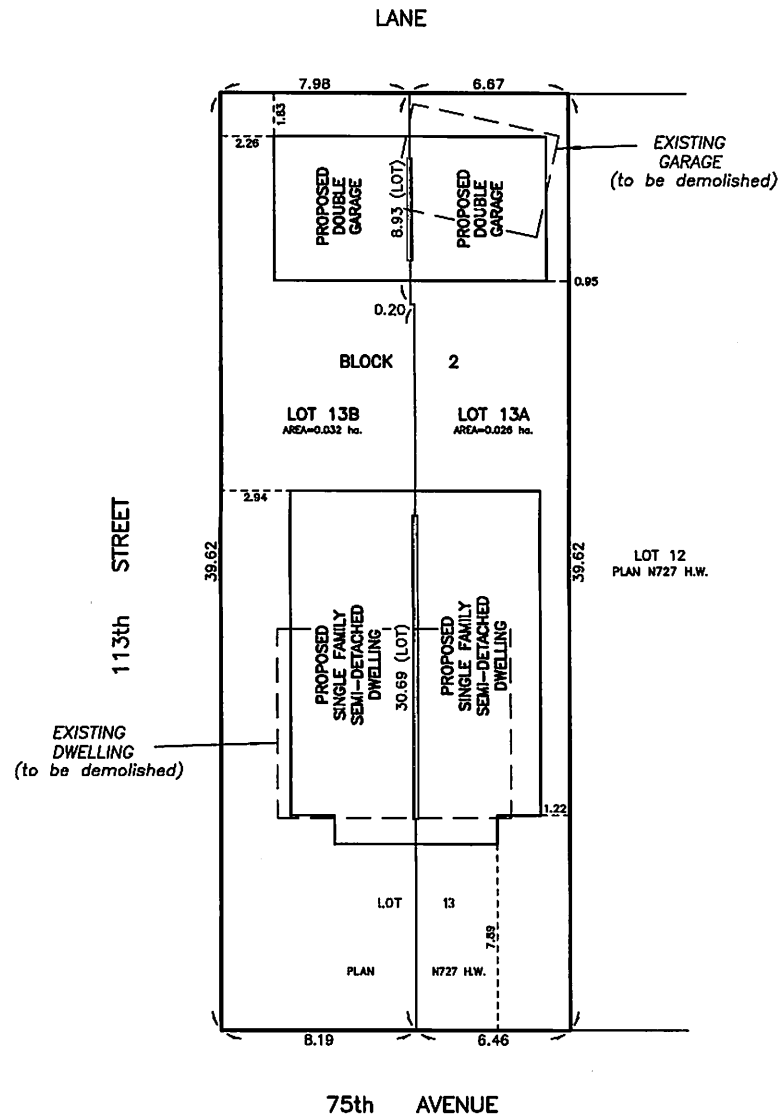 LANE
7.98
6.67
1.83
2.26
EXISTING
GARAGE
(to be demolished)
PROPOSED
DOUBLE
GARAGE
8.93 (LOT)
PROPOSED
DOUBLE
GARAGE
0.95
0.20
BLOCK 2
LOT 13B
AREA=0.032 ha.
LOT 13A
AREA=0.026 ha.
2.94
113th STREET
39.62
39.62
LOT 12
PLAN N727 H.W.
PROPOSED
SINGLE FAMILY
SEMI-DETACHED
DWELLING
30.69 (LOT)
PROPOSED
SINGLE FAMILY
SEMI-DETACHED
DWELLING
EXISTING
DWELLING
(to be demolished)
1.22
LOT 13
7.89
PLAN N727 H.W.
8.19
6.46
75th AVENUE